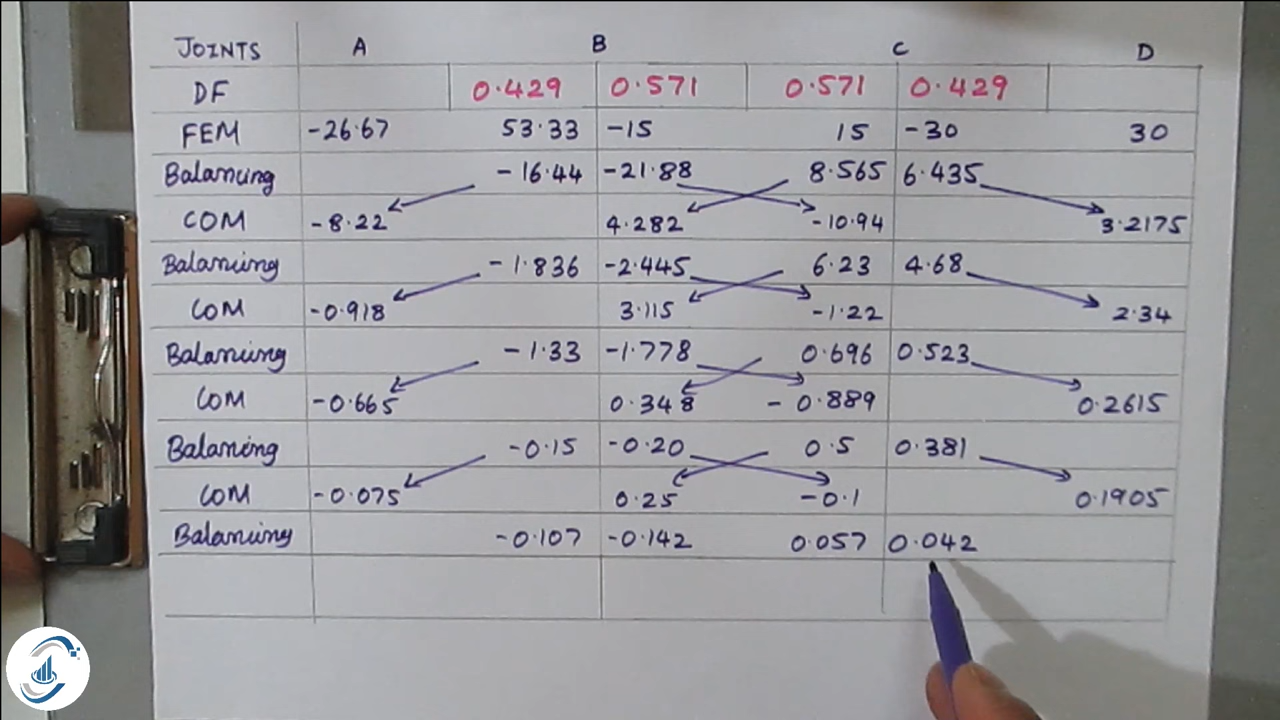 JOINTS A B C D
DF 0.429 0.571 0.571 0.429
FEM -26.67 53.33 -15 15 -30 30
Balancing -16.44 -21.88 8.565 6.435
COM -8.22 4.282 -10.94 3.2175
Balancing -1.836 -2.445 6.23 4.68
COM -0.918 3.115 -1.22 2.34
Balancing -1.33 -1.778 0.696 0.523
COM -0.665 0.348 -0.889 0.2615
Balancing -0.15 -0.20 0.5 0.381
COM -0.075 0.25 -0.1 0.1905
Balancing -0.107 -0.142 0.057 0.042